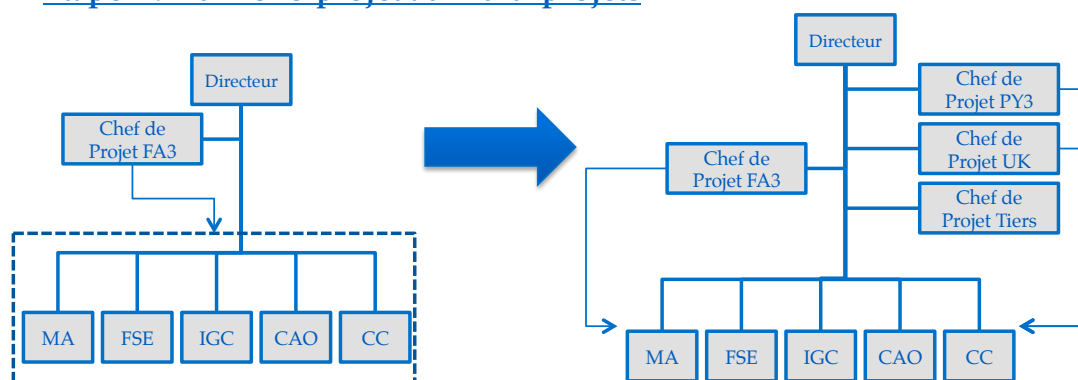 Directeur
Chef de
Projet FA3
MA
FSE
IGC
CAO
CC
Directeur
Chef de
Projet PY3
Chef de
Projet UK
Chef de
Projet FA3
Chef de
Projet Tiers
MA
FSE
IGC
CAO
CC